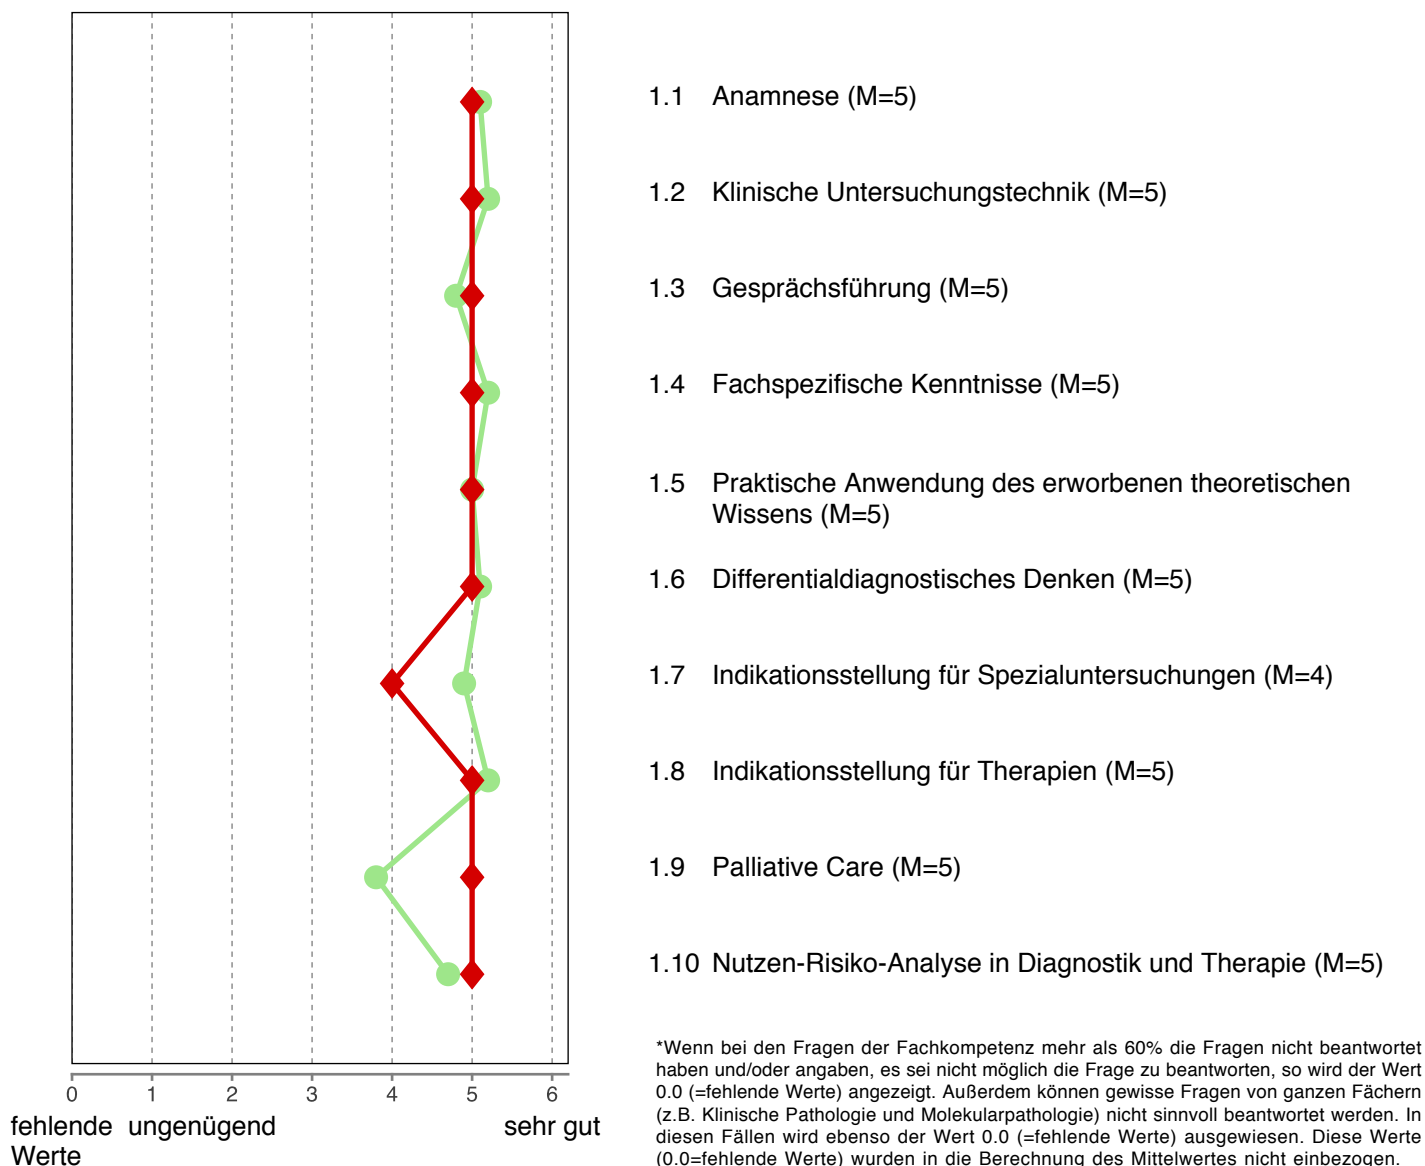 1.1 Anamnese (M=5)
1.2 Klinische Untersuchungstechnik (M=5)
1.3 Gesprächsführung (M=5)
1.4 Fachspezifische Kenntnisse (M=5)
1.5 Praktische Anwendung des erworbenen theoretischen
Wissens (M=5)
1.6 Differentialdiagnostisches Denken (M=5)
1.7 Indikationsstellung für Spezialuntersuchungen (M=4)
1.8 Indikationsstellung für Therapien (M=5)
1.9 Palliative Care (M=5)
1.10 Nutzen-Risiko-Analyse in Diagnostik und Therapie (M=5)
0 1 2 3 4 5 6
fehlende ungenügend sehr gut
Werte
*Wenn bei den Fragen der Fachkompetenz mehr als 60% die Fragen nicht beantwortet
haben und/oder angaben, es sei nicht möglich die Frage zu beantworten, so wird der Wert
0.0 (=fehlende Werte) angezeigt. Außerdem können gewisse Fragen von ganzen Fächern
(z.B. Klinische Pathologie und Molekularpathologie) nicht sinnvoll beantwortet werden. In
diesen Fällen wird ebenso der Wert 0.0 (=fehlende Werte) ausgewiesen. Diese Werte
(0.0=fehlende Werte) wurden in die Berechnung des Mittelwertes nicht einbezogen.